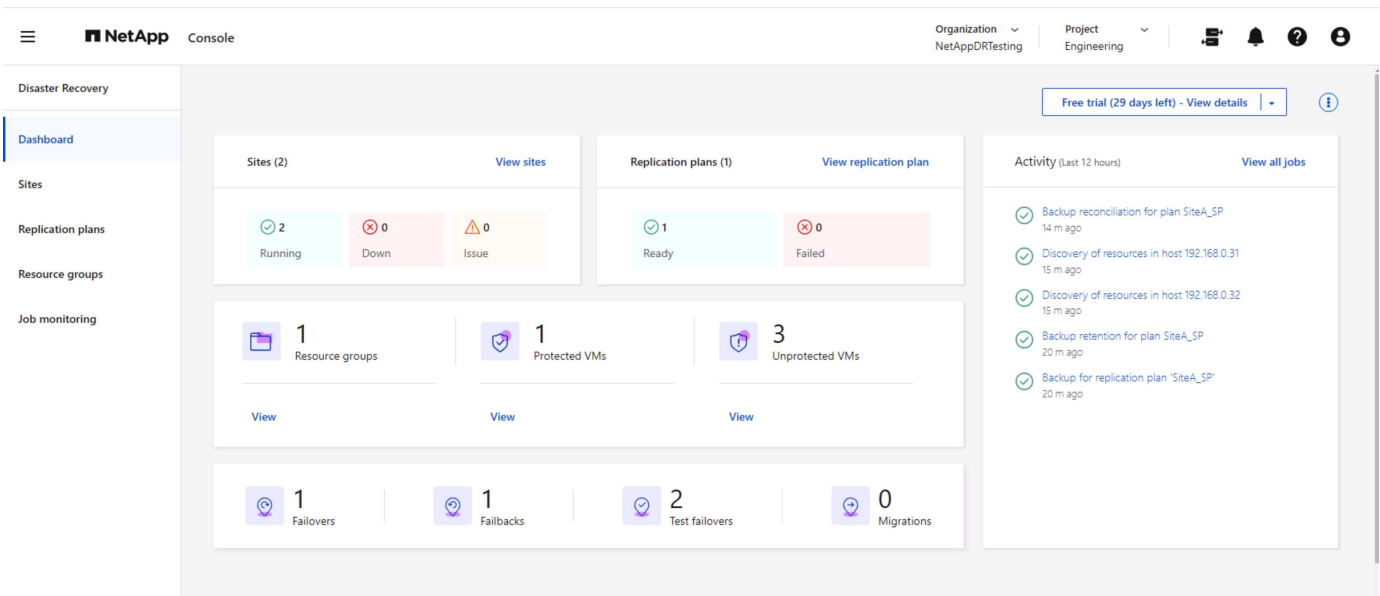 NetApp Console
Organization
NetAppDRTesting
Project
Engineering
Disaster Recovery
Dashboard
Sites
Replication plans
Resource groups
Job monitoring
Free trial (29 days left) - View details
Sites (2)
View sites
2
Running
0
Down
0
Issue
Replication plans (1)
View replication plan
1
Ready
0
Failed
1
Resource groups
View
1
Protected VMs
View
3
Unprotected VMs
View
1
Failovers
1
Failbacks
2
Test failovers
0
Migrations
Activity (Last 12 hours)
View all jobs
Backup reconciliation for plan SiteA_SP
14 m ago
Discovery of resources in host 192.168.0.31
15 m ago
Discovery of resources in host 192.168.0.32
15 m ago
Backup retention for plan SiteA_SP
20 m ago
Backup for replication plan 'SiteA_SP'
20 m ago